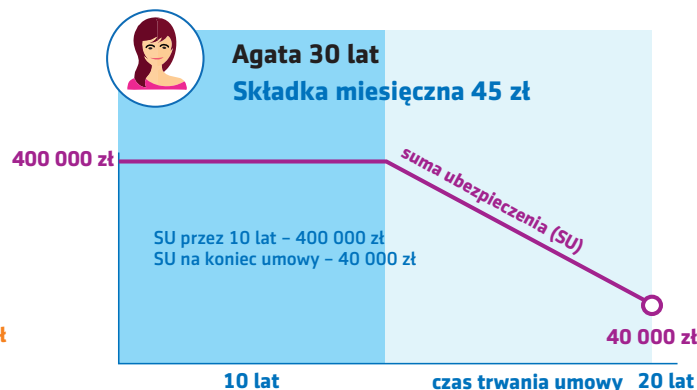 Agata 30 lat
Składka miesięczna 45 zł
400 000 zł
suma ubezpieczenia (SU)
SU przez 10 lat – 400 000 zł
SU na koniec umowy – 40 000 zł
ł
40 000 zł
10 lat
czas trwania umowy
20 lat